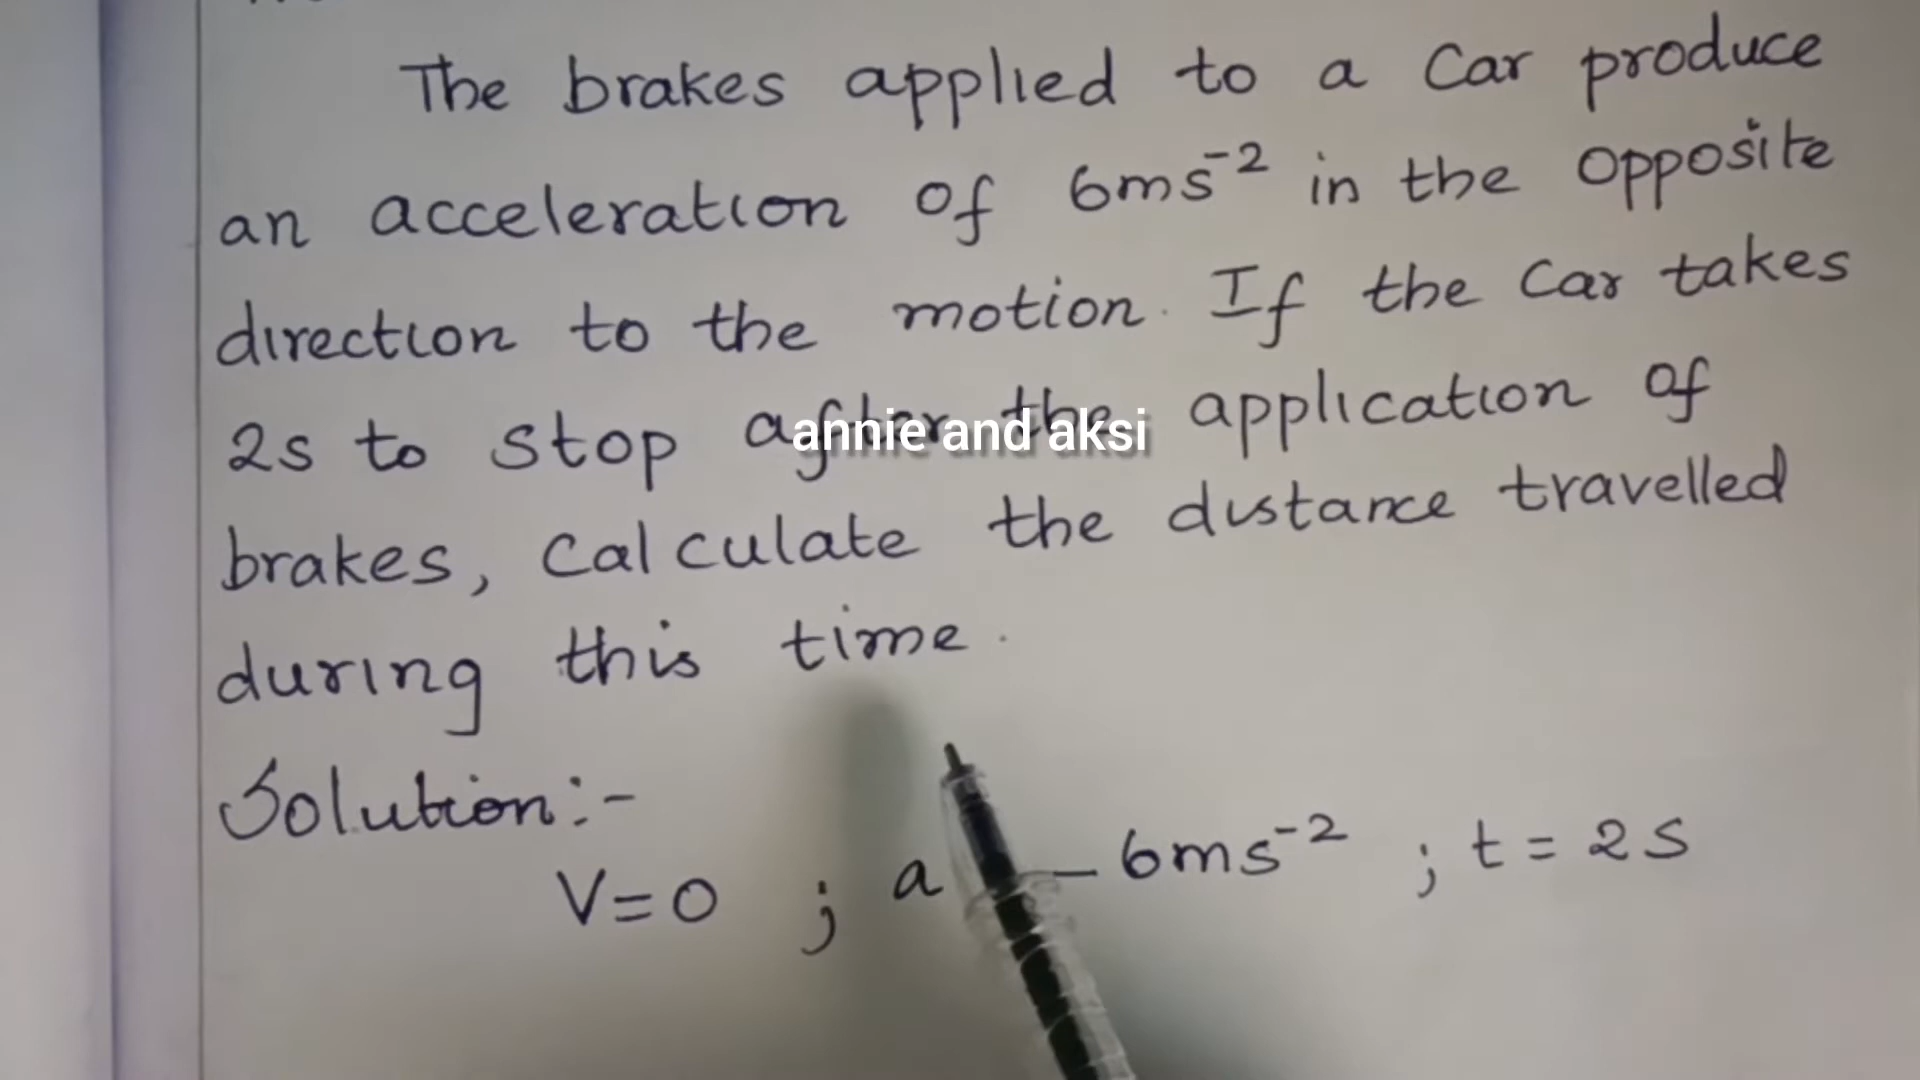 The brakes applied to a Car produce
an acceleration of 6ms⁻² in the opposite
direction to the motion. If the Car takes
2s to stop after the application of
annie and aksi
brakes, Calculate the distance travelled
during this time.
Solution:-
V=0 ; a - 6ms⁻² ; t = 2s